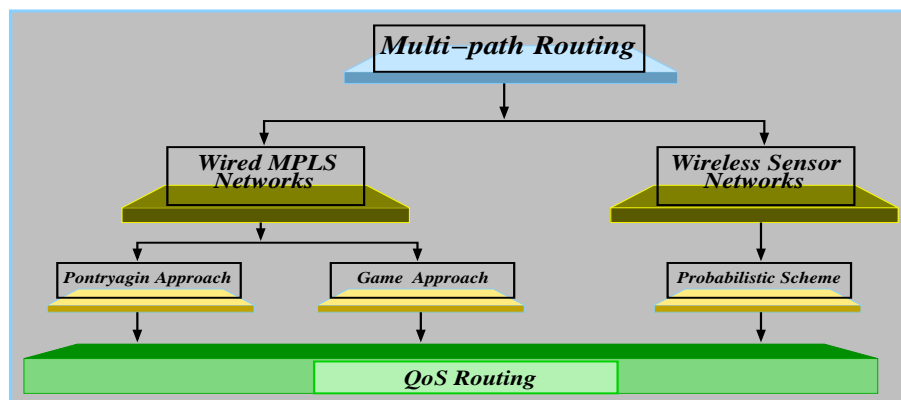 Multi-path Routing
Wired MPLS
Networks
Wireless Sensor
Networks
Pontryagin Approach
Game Approach
Probabilistic Scheme
QoS Routing